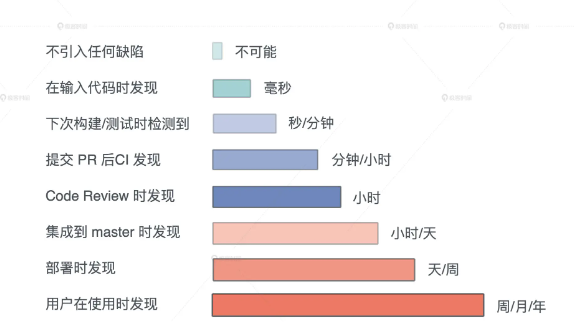 不引入任何缺陷 不可能
在输入代码时发现 毫秒
下次构建/测试时检测到 秒/分钟
提交 PR 后CI 发现 分钟/小时
Code Review 时发现 小时
集成到 master 时发现 小时/天
部署时发现 天/周
用户在使用时发现 周/月/年